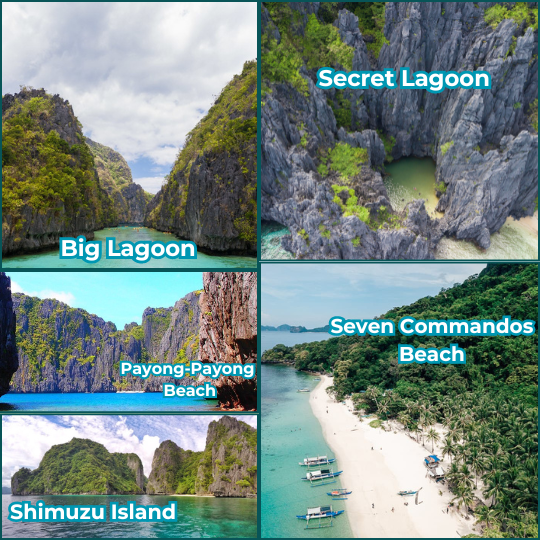 Big Lagoon
Secret Lagoon
Payong-Payong
Beach
Seven Commandos
Beach
Shimuzu Island